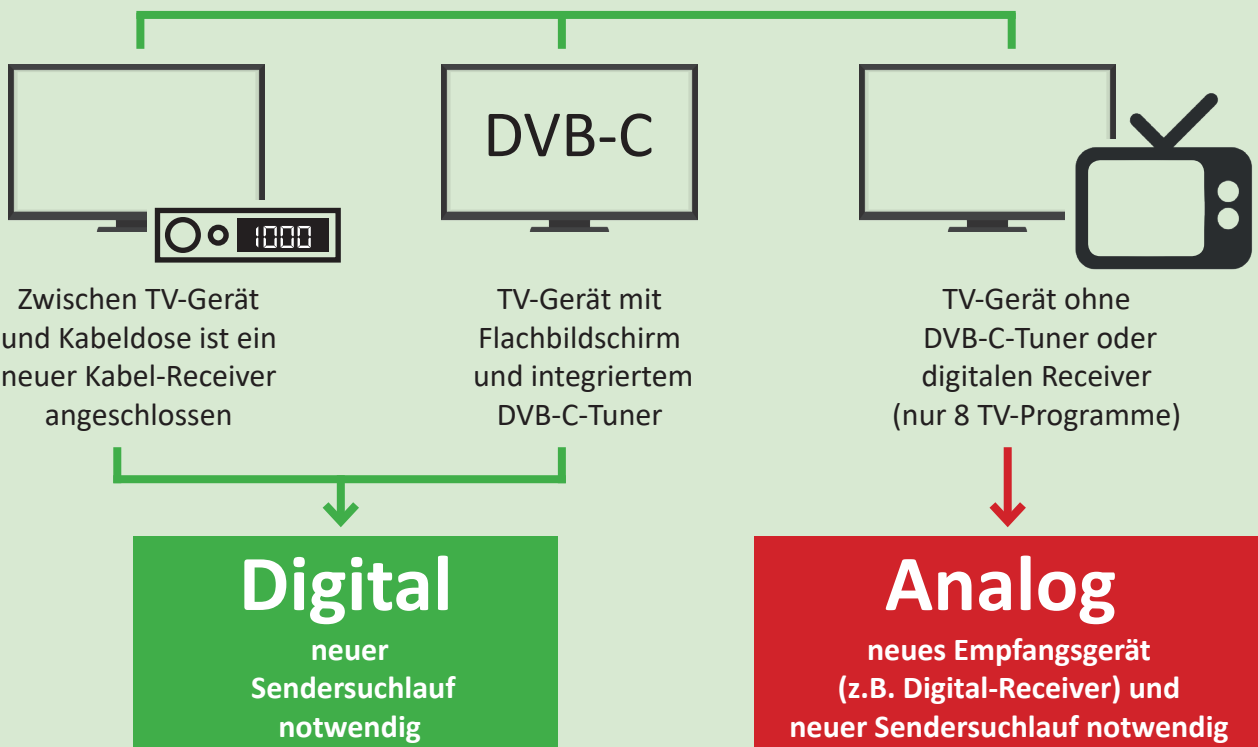 DVB-C
1000
Zwischen TV-Gerät
und Kabeldose ist ein
neuer Kabel-Receiver
angeschlossen
TV-Gerät mit
Flachbildschirm
und integriertem
DVB-C-Tuner
TV-Gerät ohne
DVB-C-Tuner oder
digitalen Receiver
(nur 8 TV-Programme)
Digital
neuer
Sendersuchlauf
notwendig
Analog
neues Empfangsgerät
(z.B. Digital-Receiver) und
neuer Sendersuchlauf notwendig